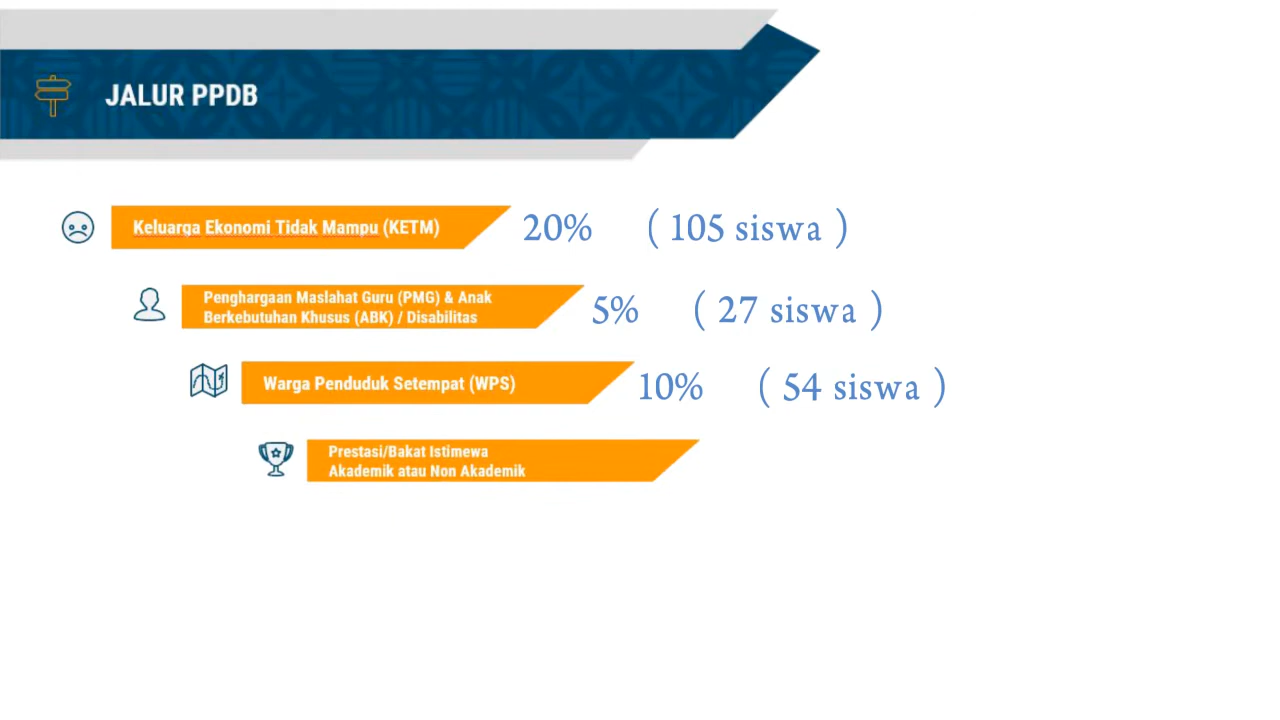 JALUR PPDB
Keluarga Ekonomi Tidak Mampu (KETM) 20% ( 105 siswa )
Penghargaan Maslahat Guru (PMG) & Anak
Berkebutuhan Khusus (ABK) / Disabilitas 5% ( 27 siswa )
Warga Penduduk Setempat (WPS) 10% ( 54 siswa )
Prestasi/Bakat Istimewa
Akademik atau Non Akademik